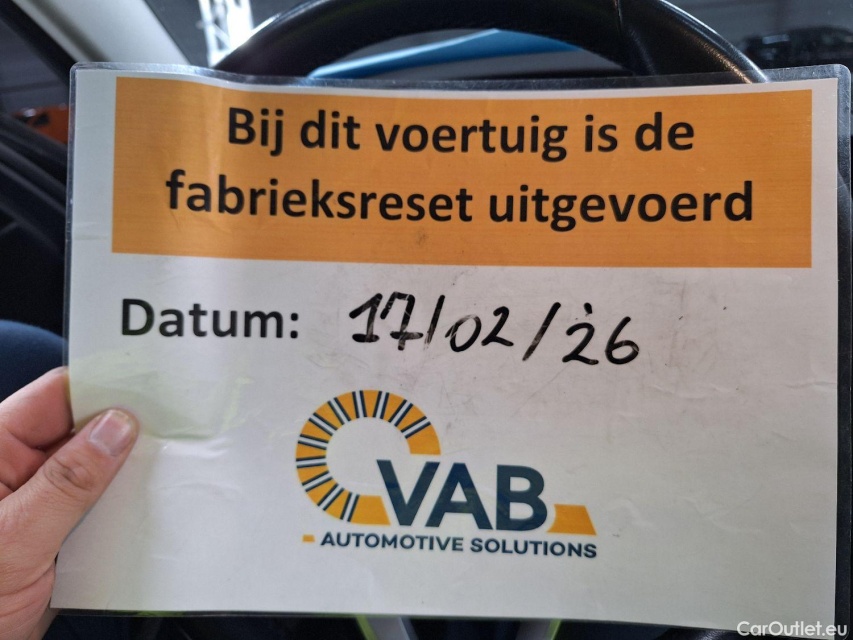 Bij dit voertuig is de
fabrieksreset uitgevoerd
Datum: 17/02/'26
VAB
AUTOMOTIVE SOLUTIONS
CarOutlet.eu